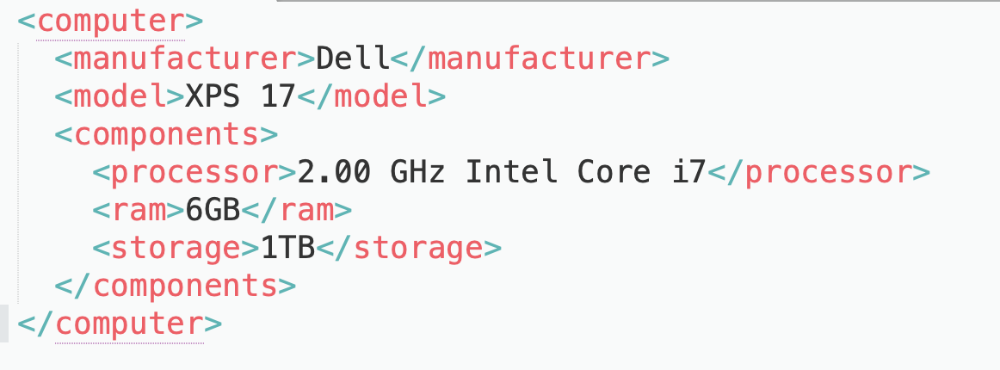 <computer>
  <manufacturer>Dell</manufacturer>
  <model>XPS 17</model>
  <components>
    <processor>2.00 GHz Intel Core i7</processor>
    <ram>6GB</ram>
    <storage>1TB</storage>
  </components>
</computer>